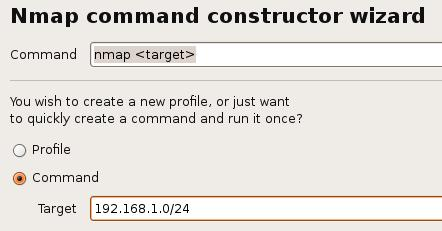 Nmap command constructor wizard
Command nmap <target>
You wish to create a new profile, or just want
to quickly create a command and run it once?
Profile
Command
Target 192.168.1.0/24